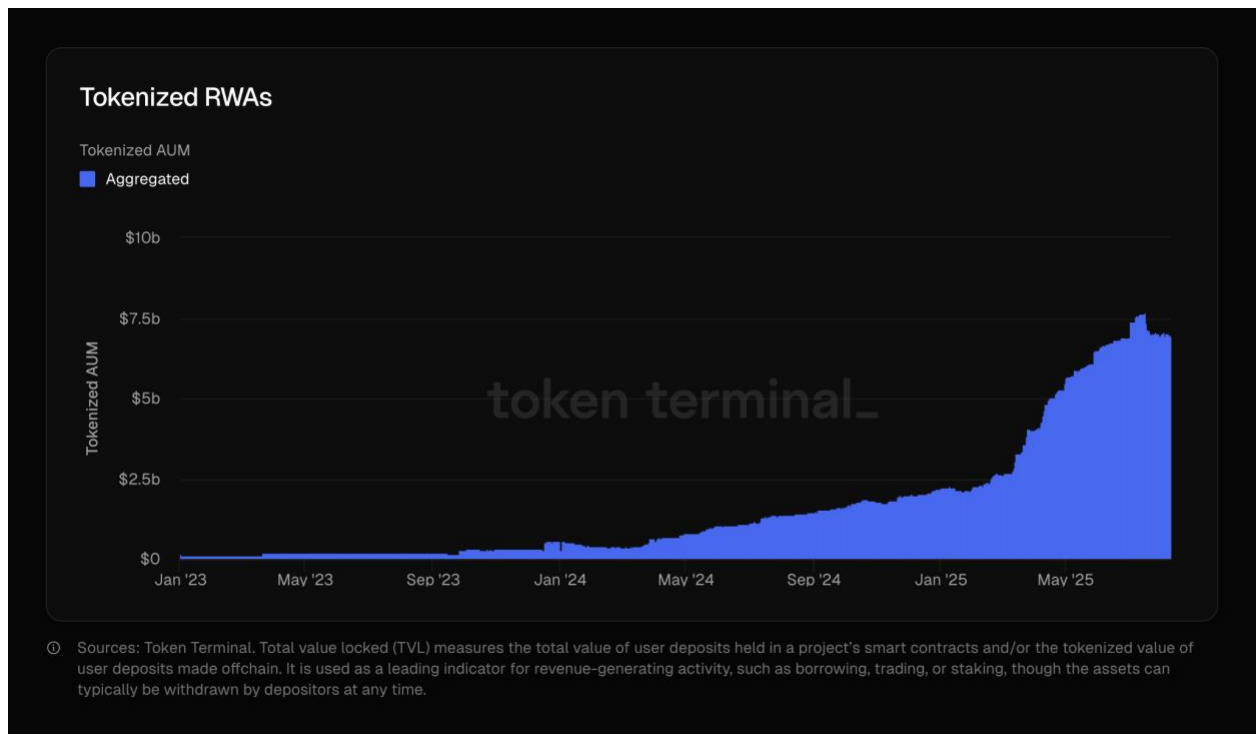 Tokenized RWAs
Tokenized AUM
Aggregated
$10b
$7.5b
$5b
$2.5b
$0
Tokenized AUM
token terminal_
Jan '23
May '23
Sep '23
Jan '24
May '24
Sep '24
Jan '25
May '25
Sources: Token Terminal. Total value locked (TVL) measures the total value of user deposits held in a project's smart contracts and/or the tokenized value of
user deposits made offchain. It is used as a leading indicator for revenue-generating activity, such as borrowing, trading, or staking, though the assets can
typically be withdrawn by depositors at any time.